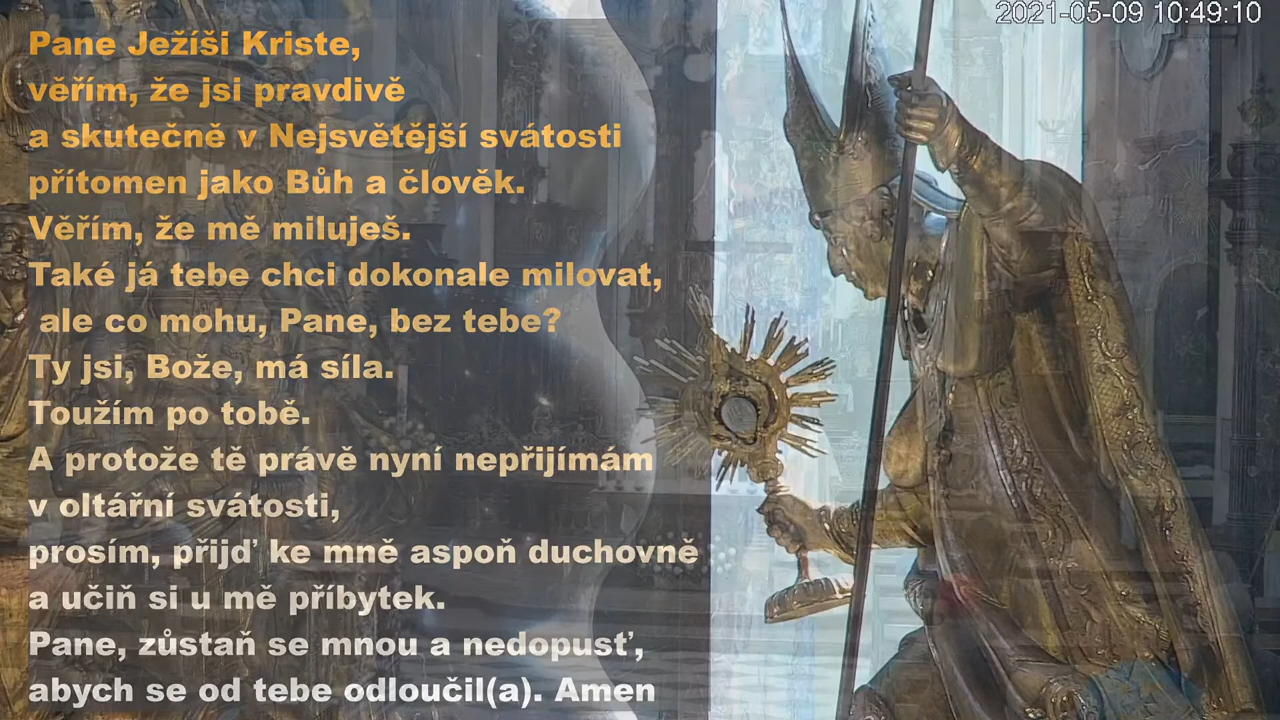 2021-05-09 10:49:10
Pane Ježíši Kriste,
věřím, že jsi pravdivě
a skutečně v Nejsvětější svátosti
přítomen jako Bůh a člověk.
Věřím, že mě miluješ.
Také já tebe chci dokonale milovat,
ale co mohu, Pane, bez tebe?
Ty jsi, Bože, má síla.
Toužím po tobě.
A protože tě právě nyní nepřijímám
v oltářní svátosti,
prosím, přijď ke mně aspoň duchovně
a učiň si u mě příbytek.
Pane, zůstaň se mnou a nedopusť,
abych se od tebe odloučil(a). Amen